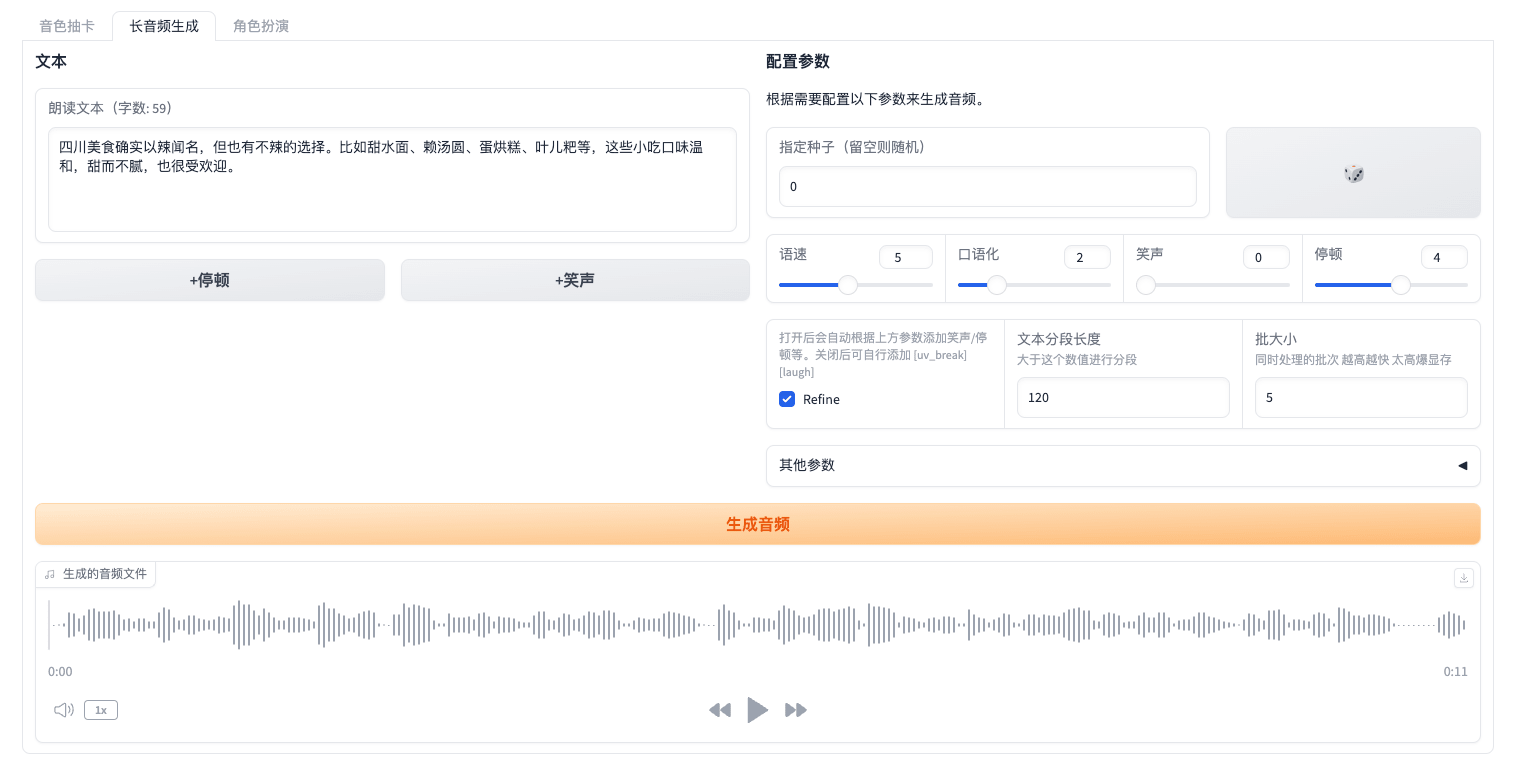 音色抽卡
长音频生成
角色扮演
文本
朗读文本（字数: 59）
四川美食确实以辣闻名，但也有不辣的选择。比如甜水面、赖汤圆、蛋烘糕、叶儿粑等，这些小吃口味温
和，甜而不腻，也很受欢迎。
+停顿
+笑声
配置参数
根据需要配置以下参数来生成音频。
指定种子（留空则随机）
0
语速
5
口语化
2
笑声
0
停顿
4
打开后会自动根据上方参数添加笑声/停
顿等。关闭后可自行添加 [uv_break]
[laugh]
Refine
文本分段长度
大于这个数值进行分段
120
批大小
同时处理的批次 越高越快 太高爆显存
5
其他参数
生成音频
生成的音频文件
0:00
0:11
1x